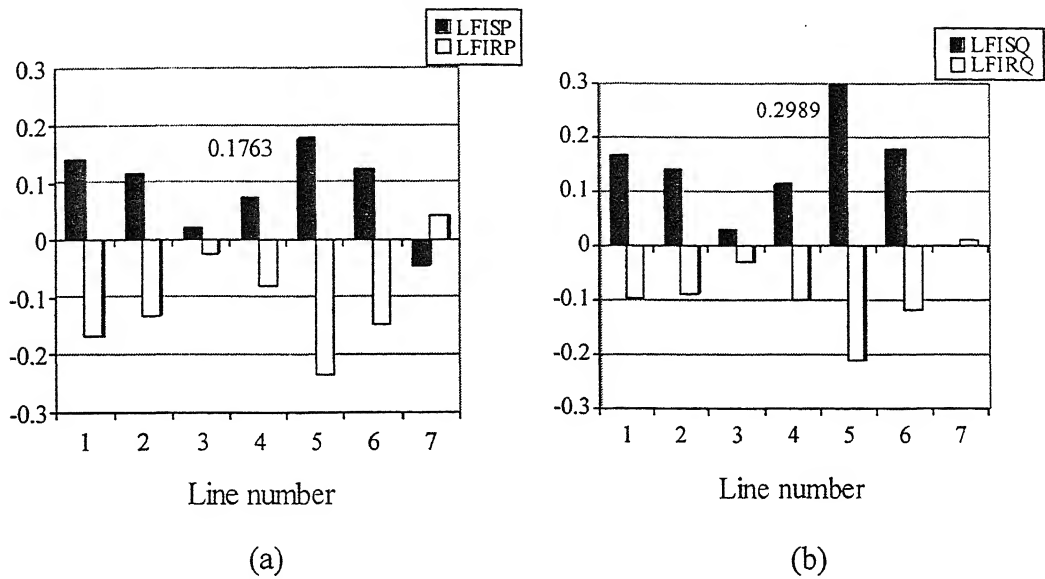 LFISP
LFIRP
0.3
0.2
0.1
0
-0.1
-0.2
-0.3
0.1763
1 2 3 4 5 6 7
Line number
(a)
LFISQ
LFIRQ
0.3
0.2
0.1
0
-0.1
-0.2
-0.3
0.2989
1 2 3 4 5 6 7
Line number
(b)